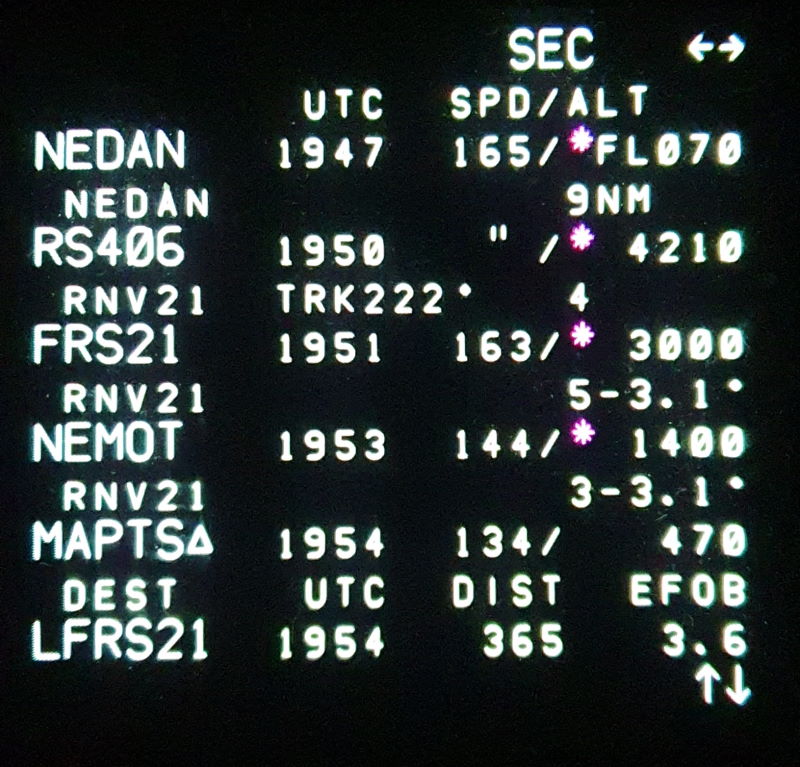 SEC ←→
UTC SPD/ALT
NEDAN 1947 165/*FL070
NEDAN 9NM
RS406 1950 " /* 4210
RNV21 TRK222° 4
FRS21 1951 163/* 3000
RNV21 5-3.1°
NEMOT 1953 144/* 1400
RNV21 3-3.1°
MAPTS∆ 1954 134/ 470
DEST UTC DIST EFOB
LFRS21 1954 365 3.6
↑↓